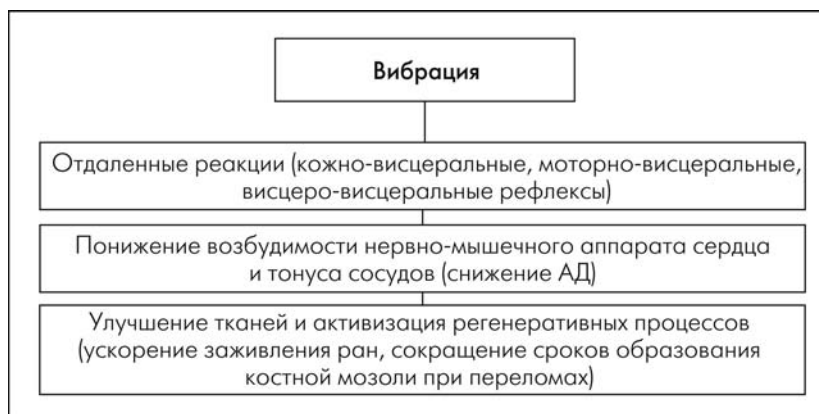 Вибрация
Отдаленные реакции (кожно-висцеральные, моторно-висцеральные,
висцеро-висцеральные рефлексы)
Понижение возбудимости нервно-мышечного аппарата сердца
и тонуса сосудов (снижение АД)
Улучшение тканей и активизация регенеративных процессов
(ускорение заживления ран, сокращение сроков образования
костной мозоли при переломах)